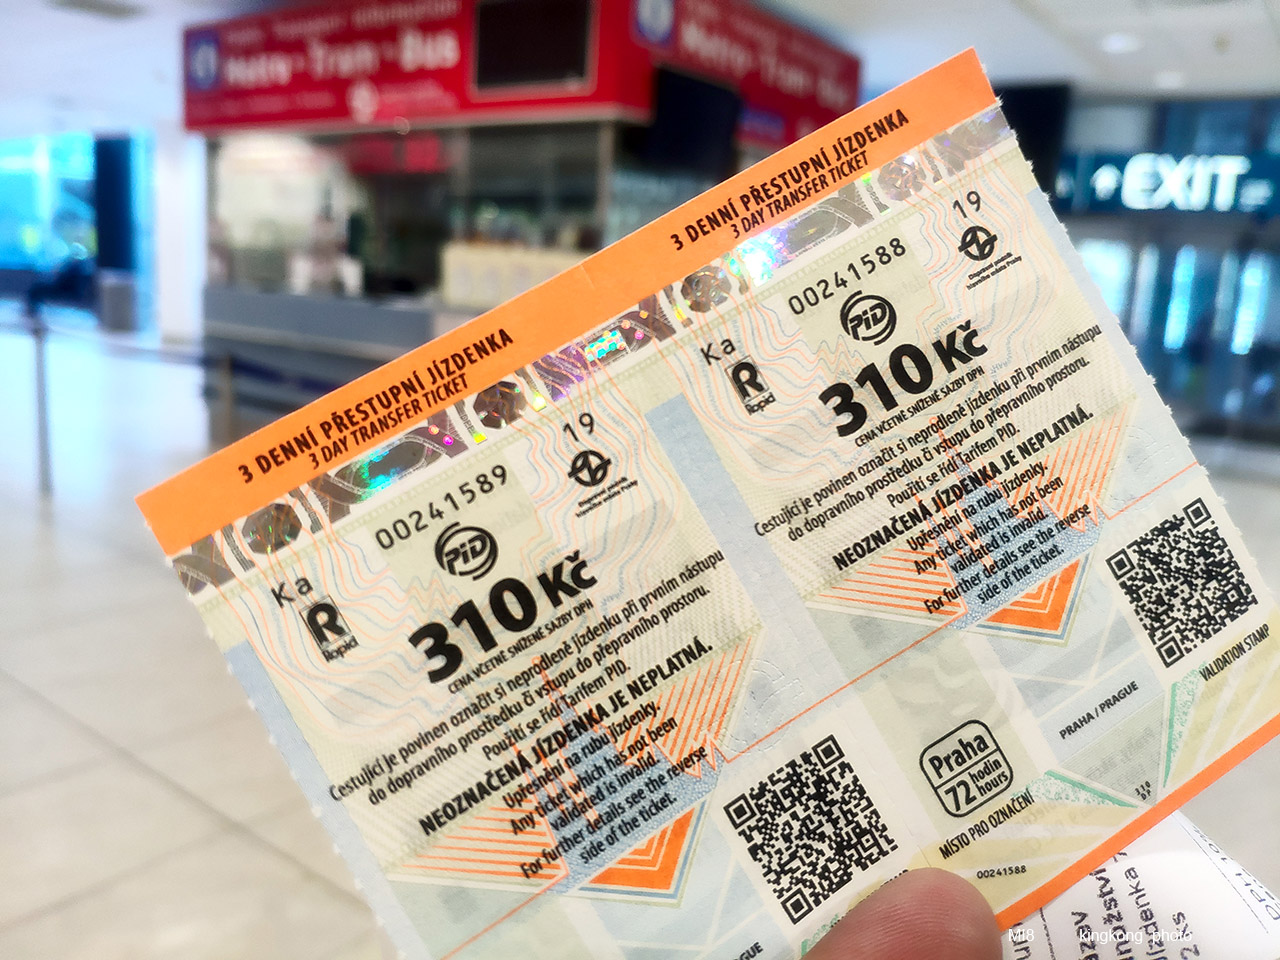 Metro · Tram · Bus
EXIT
3 DENNÍ PŘESTUPNÍ JÍZDENKA
3 DAY TRANSFER TICKET
19
00241588
Ka
PiD
R
310 Kč
CENA VČETNĚ SNÍŽENÉ SAZBY DPH
Cestující je povinen označit si neprodleně jízdenku při prvním nástupu
do dopravního prostředku či vstupu do přepravního prostoru.
Použití se řídí Tarifem PID.
NEOZNAČENÁ JÍZDENKA JE NEPLATNÁ.
Upřesnění na rubu jízdenky.
Any ticket which has not been
validated is invalid.
For further details see the reverse
side of the ticket.
VALIDATION STAMP
PRAHA / PRAGUE
Praha
72 hodin
hours
MÍSTO PRO OZNAČENÍ
00241588
3 DENNÍ PŘESTUPNÍ JÍZDENKA
3 DAY TRANSFER TICKET
19
00241589
Ka
PiD
R
310 Kč
CENA VČETNĚ SNÍŽENÉ SAZBY DPH
Cestující je povinen označit si neprodleně jízdenku při prvním nástupu
do dopravního prostředku či vstupu do přepravního prostoru.
Použití se řídí Tarifem PID.
NEOZNAČENÁ JÍZDENKA JE NEPLATNÁ.
Upřesnění na rubu jízdenky.
Any ticket which has not been
validated is invalid.
For further details see the reverse
side of the ticket.
MI8 kingkong photo